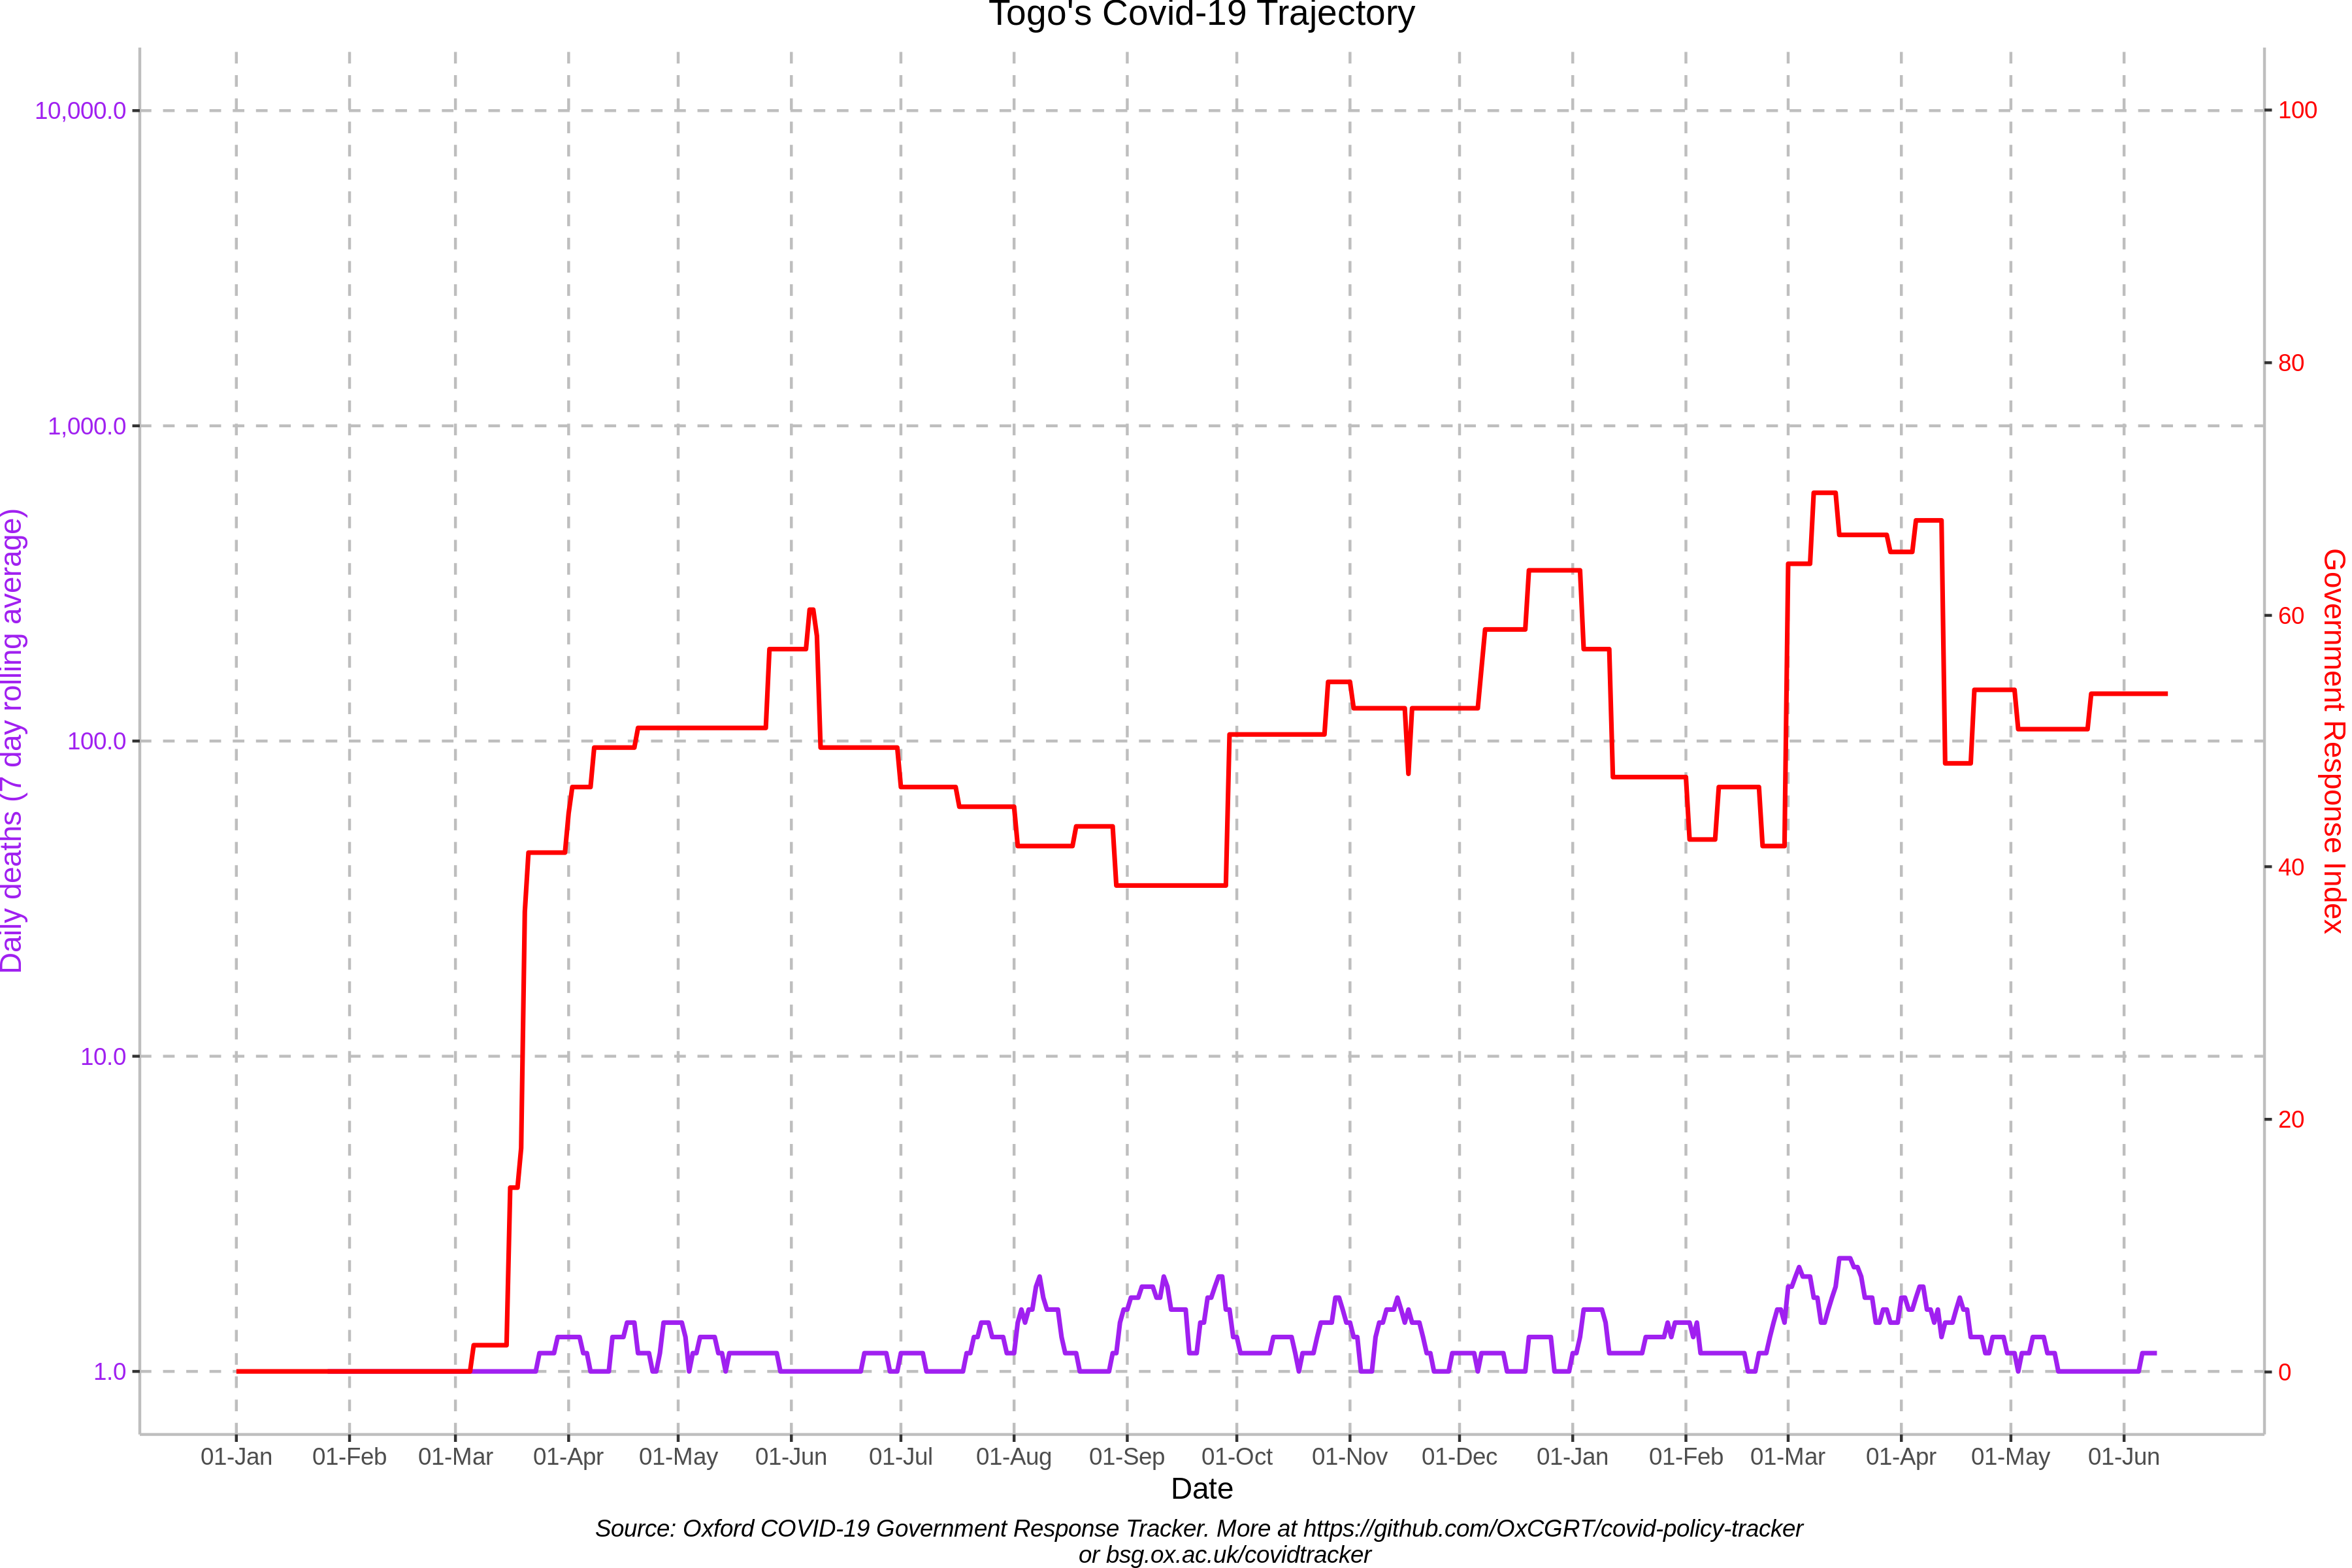 Togo's Covid-19 Trajectory
10,000.0
1,000.0
100.0
10.0
1.0
Daily deaths (7 day rolling average)
100
80
60
40
20
0
Government Response Index
01-Jan 01-Feb 01-Mar 01-Apr 01-May 01-Jun 01-Jul 01-Aug 01-Sep 01-Oct 01-Nov 01-Dec 01-Jan 01-Feb 01-Mar 01-Apr 01-May 01-Jun
Date
Source: Oxford COVID-19 Government Response Tracker. More at https://github.com/OxCGRT/covid-policy-tracker
or bsg.ox.ac.uk/covidtracker